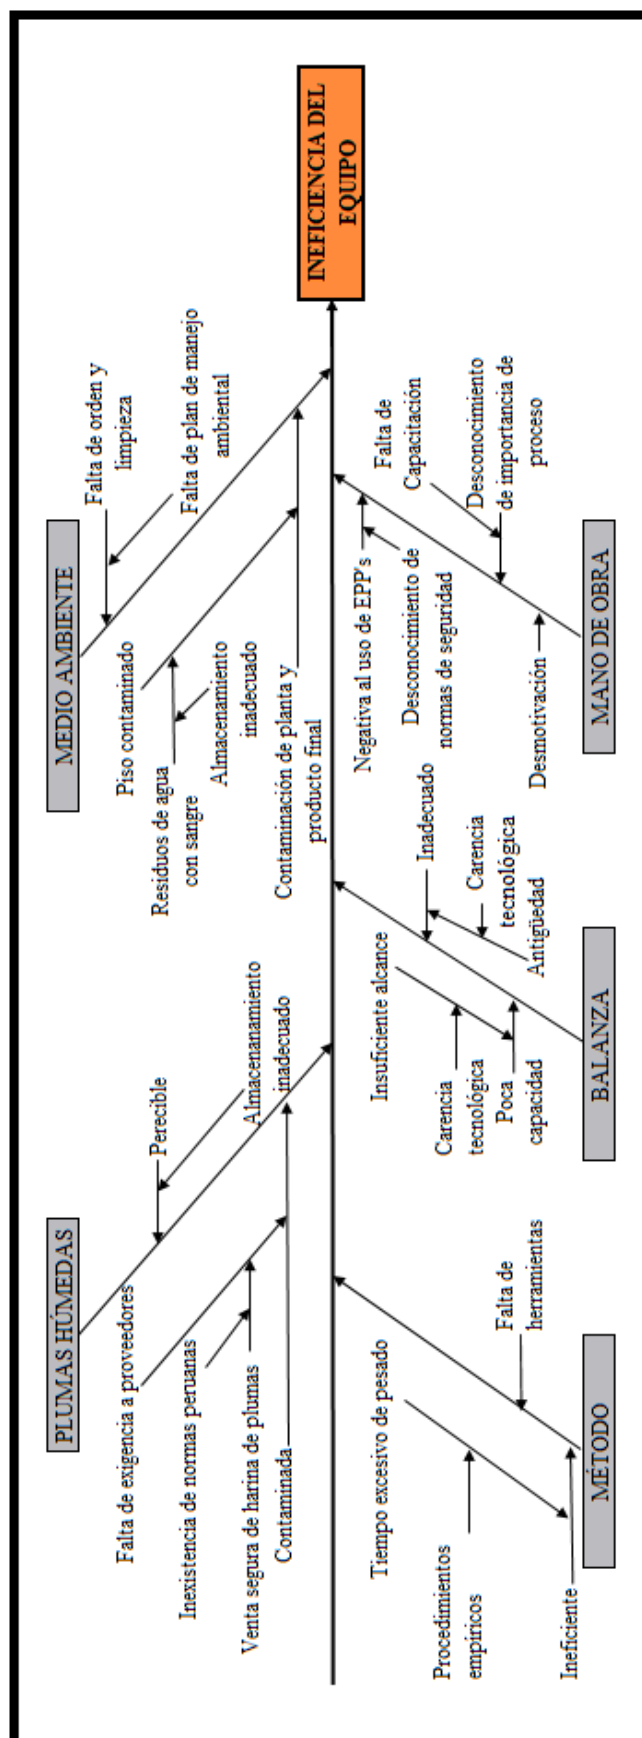 PLUMAS HÚMEDAS
MEDIO AMBIENTE
Perecible
Almacenanamiento
inadecuado
Falta de exigencia a proveedores
Inexistencia de normas peruanas
Venta segura de harina de plumas
Contaminada
Falta de orden y
limpieza
Falta de plan de manejo
ambiental
Piso contaminado
Residuos de agua
con sangre
Almacenamiento
inadecuado
Contaminación de planta y
producto final
INEFICIENCIA DEL
EQUIPO
Tiempo excesivo de pesado
Procedimientos
empíricos
Ineficiente
Falta de
herramientas
MÉTODO
Insuficiente alcance
Carencia
tecnológica
Poca
capacidad
Inadecuado
Carencia
tecnológica
Antigüedad
BALANZA
Negativa al uso de EPP's
Desconocimiento de
normas de seguridad
Desmotivación
Falta de
Capacitación
Desconocimiento
de importancia de
proceso
MANO DE OBRA